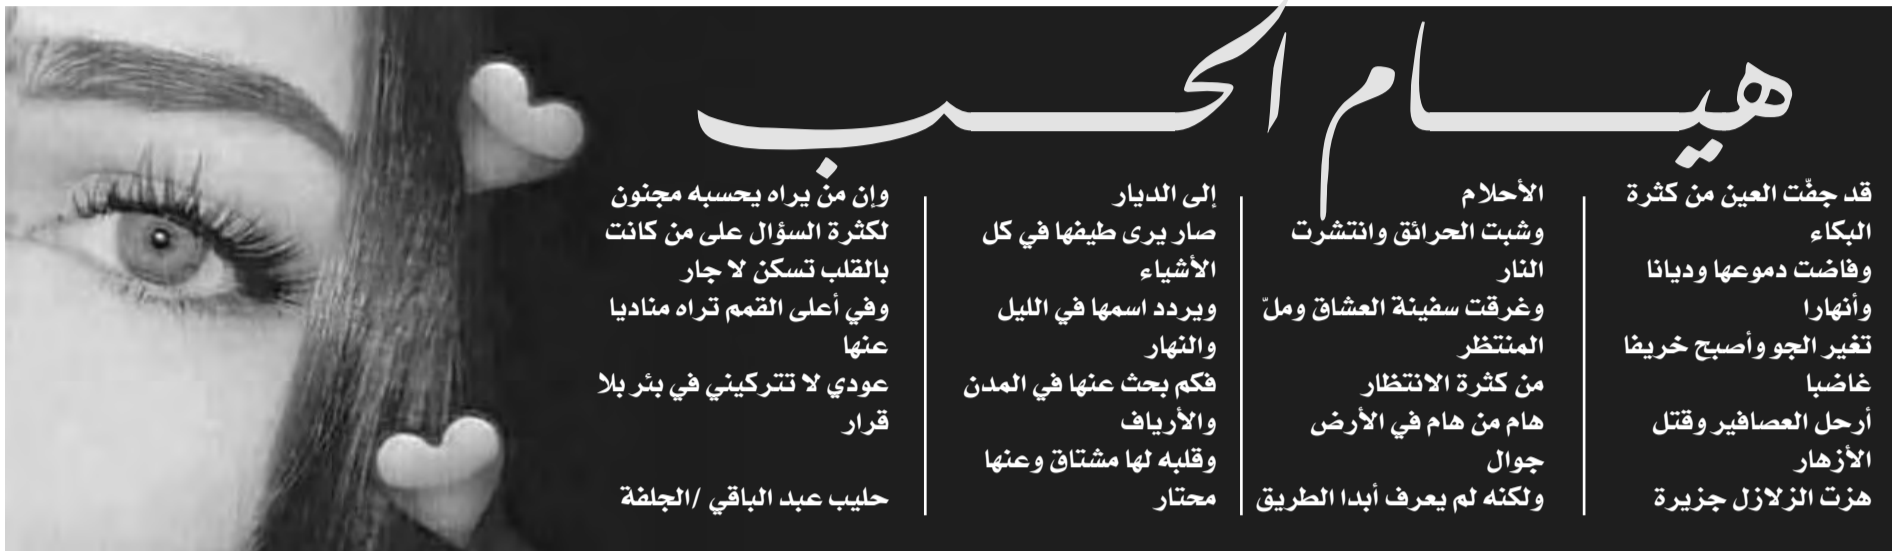 هيام الحب
قد جفّت العين من كثرة
البكاء
وفاضت دموعها وديانا
وأنهارا
تغير الجو وأصبح خريفا
غاضبا
أرحل العصافير وقتل
الأزهار
هزت الزلازل جزيرة
الأحلام
وشبت الحرائق وانتشرت
النار
وغرقت سفينة العشاق وملّ
المنتظر
من كثرة الانتظار
هام من هام في الأرض
جوال
ولكنه لم يعرف أبدا الطريق
إلى الديار
صار يرى طيفها في كل
الأشياء
ويردد اسمها في الليل
والنهار
فكم بحث عنها في المدن
والأرياف
وقلبه لها مشتاق وعنها
محتار
وإن من يراه يحسبه مجنون
لكثرة السؤال على من كانت
بالقلب تسكن لا جار
وفي أعلى القمم تراه مناديا
عنها
عودي لا تتركيني في بئر بلا
قرار
حليب عبد الباقي /الجلفة